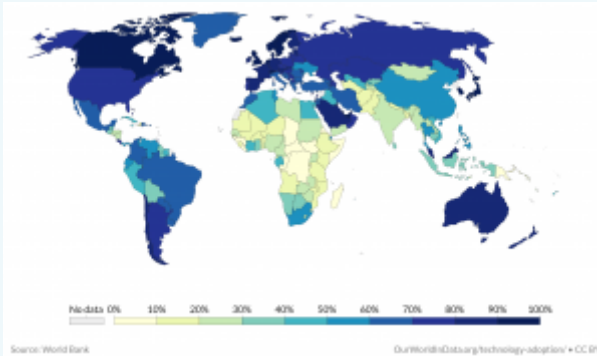 No data 0% 10% 20% 30% 40% 50% 60% 70% 80% 90% 100%
Source: World Bank
OurWorldInData.org/technology-adoption/ • CC BY